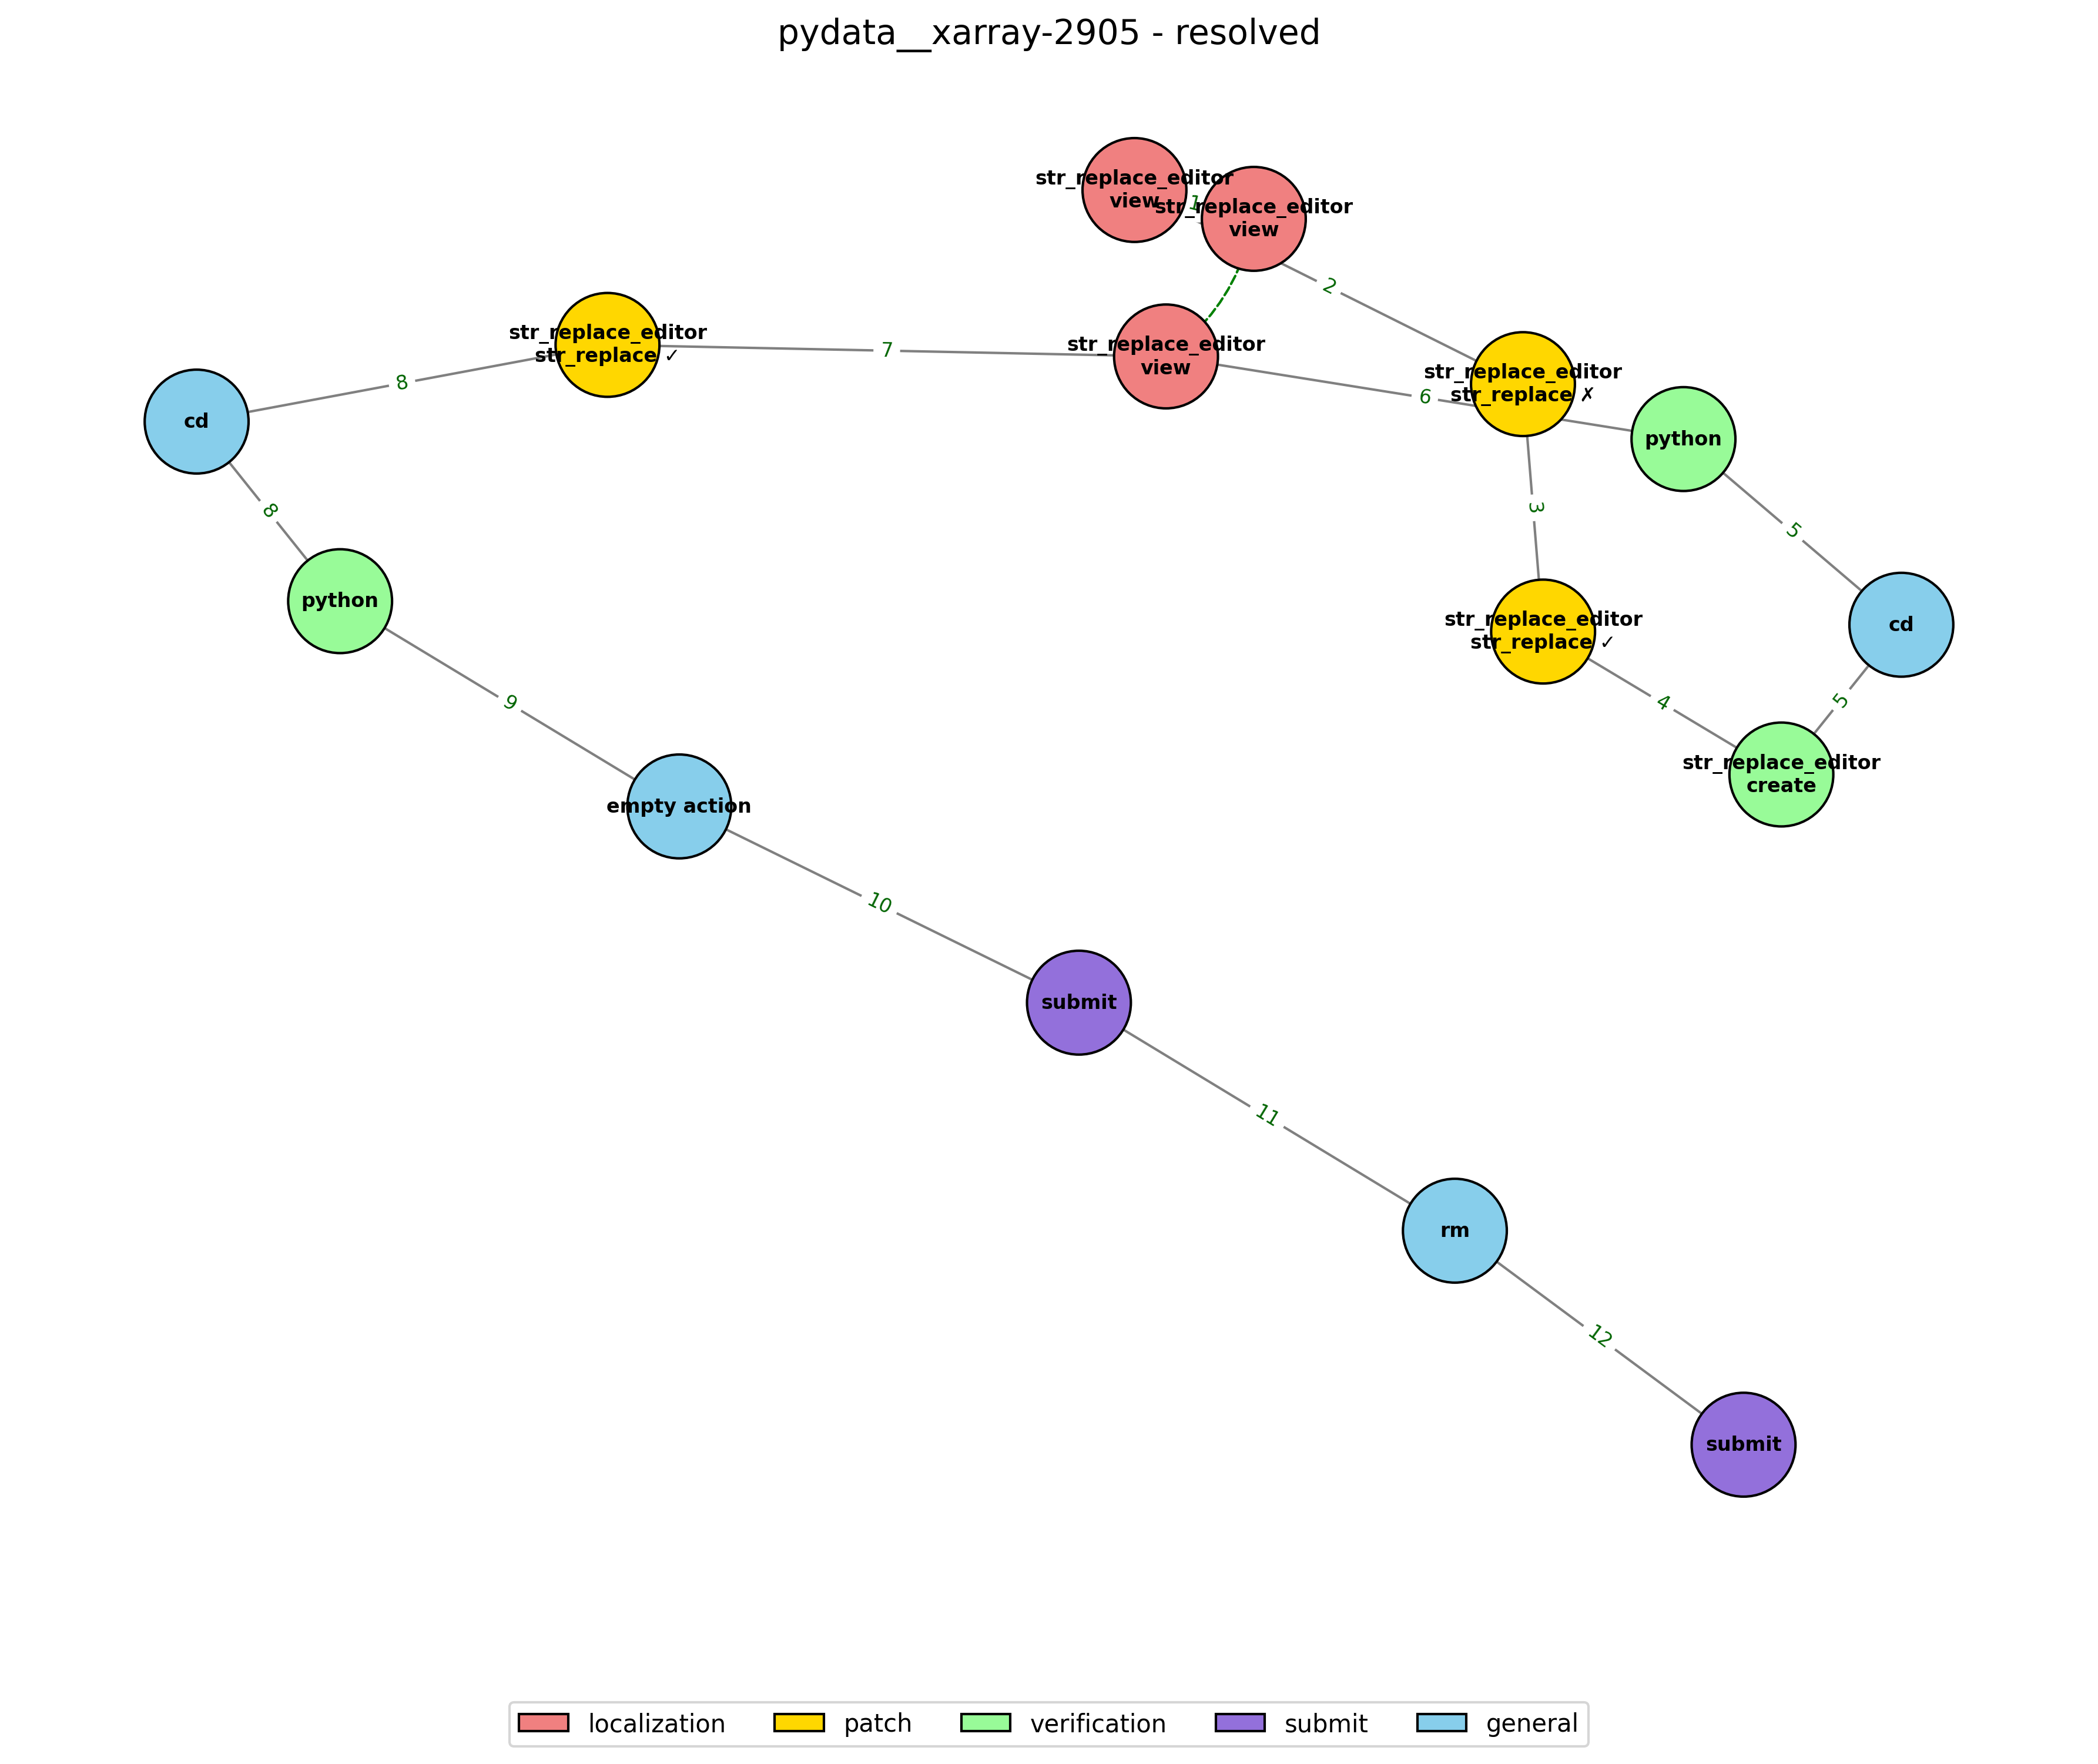 pydata__xarray-2905 - resolved
str_replace_editor
view
1
str_replace_editor
view
2
str_replace_editor
str_replace ✓
7
str_replace_editor
view
str_replace_editor
str_replace ✗
8
6
cd
python
8
3
5
python
str_replace_editor
str_replace ✓
cd
9
4
5
str_replace_editor
create
empty action
10
submit
11
rm
12
submit
localization
patch
verification
submit
general